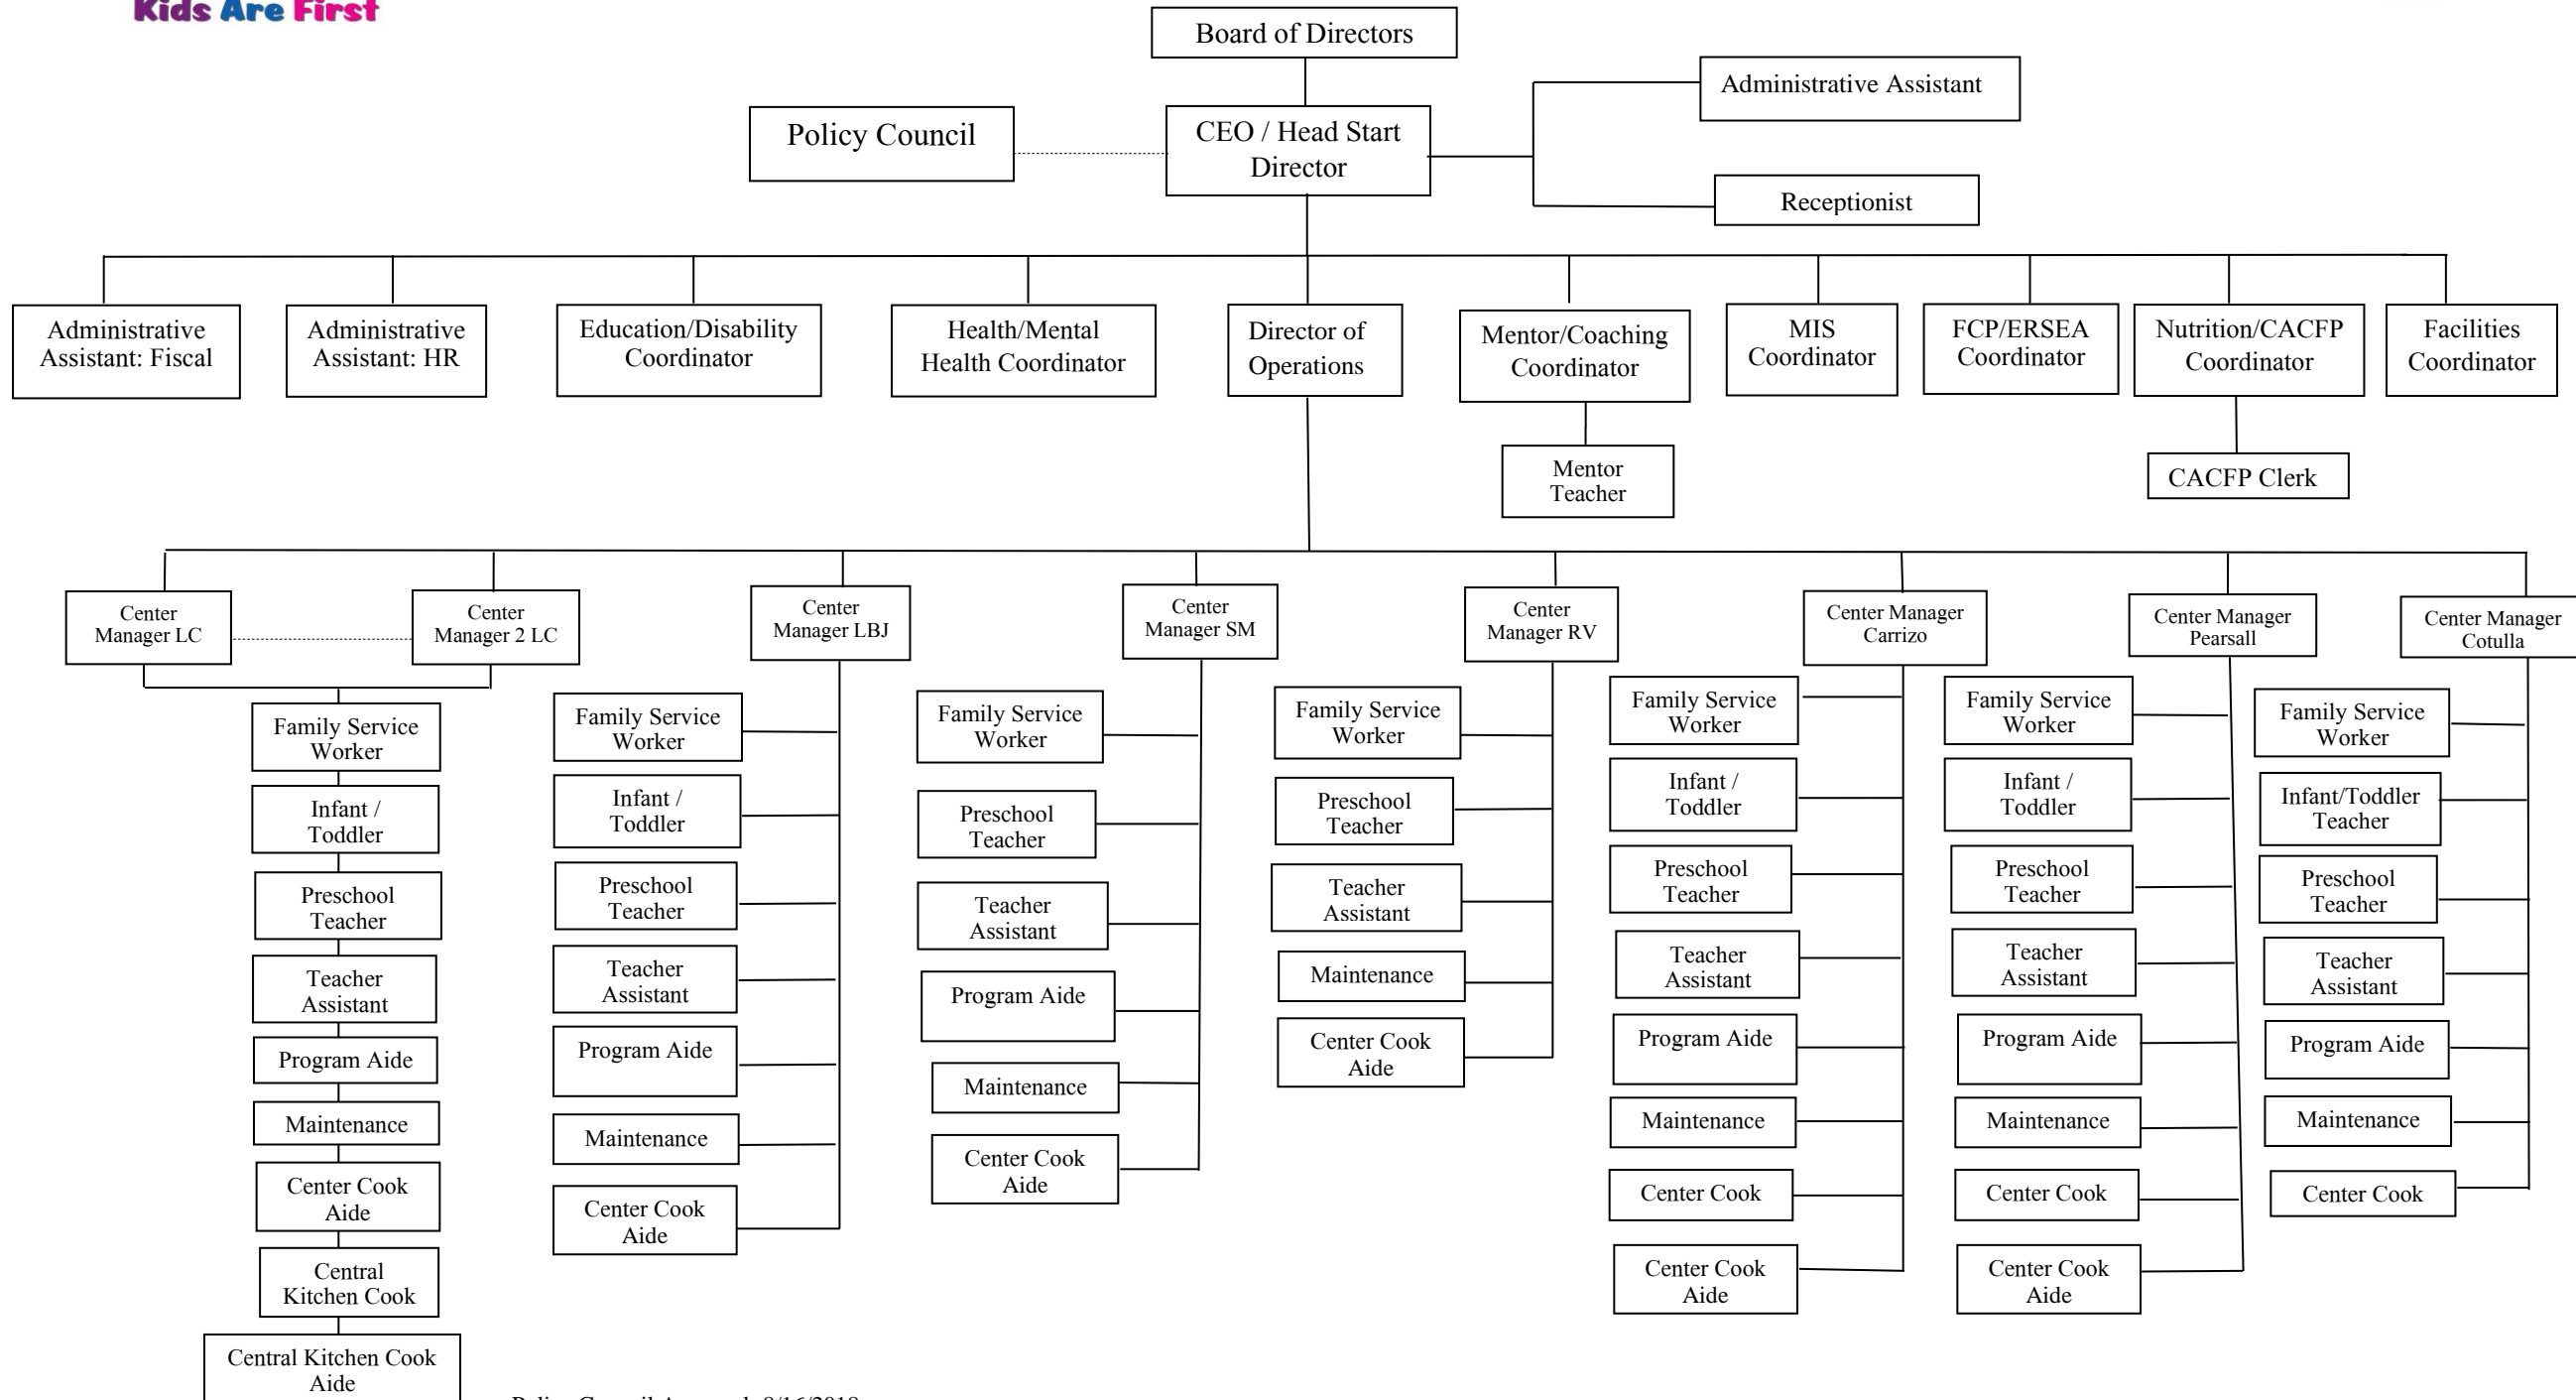 Kids Are First
Board of Directors
Administrative Assistant
Policy Council
CEO / Head Start
Director
Receptionist
Administrative
Assistant: Fiscal
Administrative
Assistant: HR
Education/Disability
Coordinator
Health/Mental
Health Coordinator
Director of
Operations
Mentor/Coaching
Coordinator
MIS
Coordinator
FCP/ERSEA
Coordinator
Nutrition/CACFP
Coordinator
Facilities
Coordinator
Mentor
Teacher
CACFP Clerk
Center
Manager LC
Center
Manager 2 LC
Center
Manager LBJ
Center
Manager SM
Center
Manager RV
Center Manager
Carrizo
Center Manager
Pearsall
Center Manager
Cotulla
Family Service
Worker
Infant /
Toddler
Preschool
Teacher
Teacher
Assistant
Program Aide
Maintenance
Center Cook
Aide
Central
Kitchen Cook
Central Kitchen Cook
Aide
Family Service
Worker
Infant /
Toddler
Preschool
Teacher
Teacher
Assistant
Program Aide
Maintenance
Center Cook
Aide
Family Service
Worker
Preschool
Teacher
Teacher
Assistant
Program Aide
Maintenance
Center Cook
Aide
Family Service
Worker
Preschool
Teacher
Teacher
Assistant
Maintenance
Center Cook
Aide
Family Service
Worker
Infant /
Toddler
Preschool
Teacher
Teacher
Assistant
Program Aide
Maintenance
Center Cook
Center Cook
Aide
Family Service
Worker
Infant /
Toddler
Preschool
Teacher
Teacher
Assistant
Program Aide
Maintenance
Center Cook
Center Cook
Aide
Family Service
Worker
Infant/Toddler
Teacher
Preschool
Teacher
Teacher
Assistant
Program Aide
Maintenance
Center Cook
Policy Council